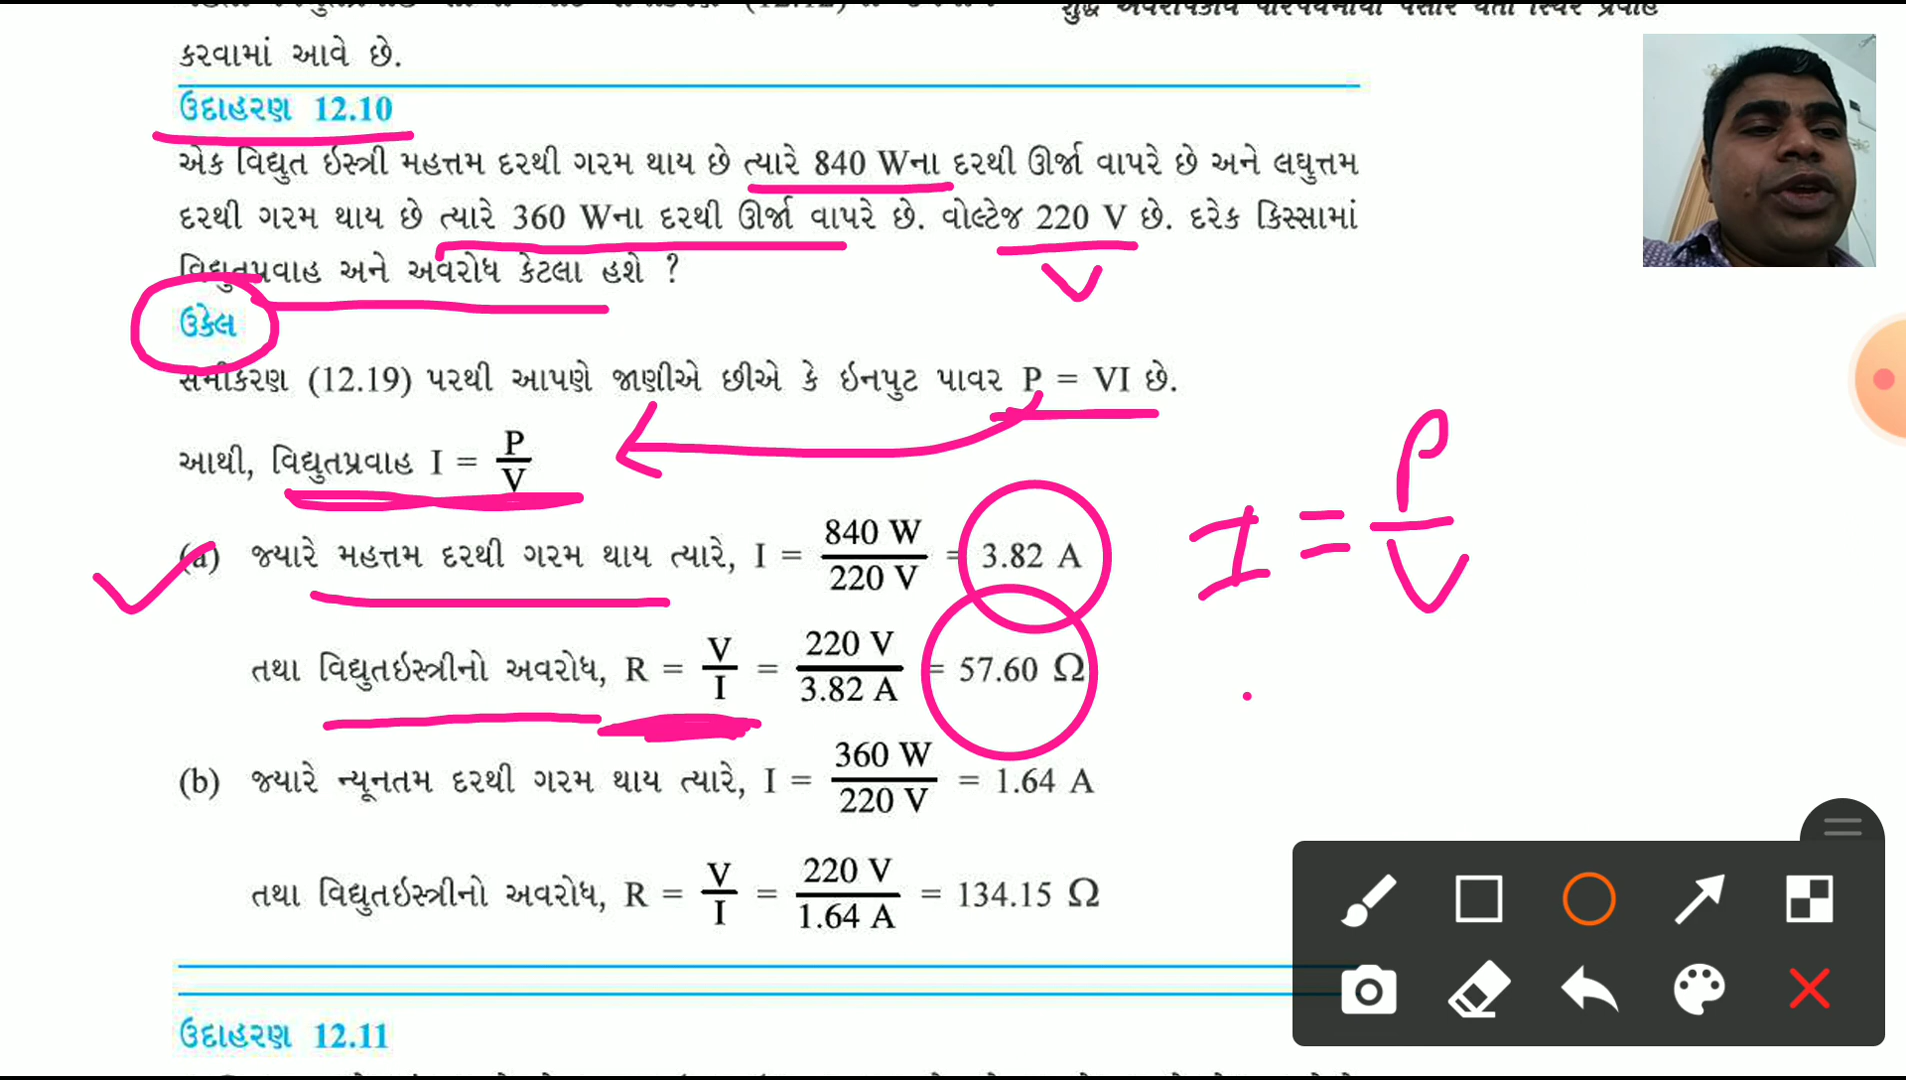 કરવામાં આવે છે.
ઉદાહરણ 12.10
એક વિદ્યુત ઇસ્ત્રી મહત્તમ દરથી ગરમ થાય છે ત્યારે 840 Wના દરથી ઊર્જા વાપરે છે અને લઘુત્તમ
દરથી ગરમ થાય છે ત્યારે 360 Wના દરથી ઊર્જા વાપરે છે. વોલ્ટેજ 220 V છે. દરેક કિસ્સામાં
વિદ્યુતપ્રવાહ અને અવરોધ કેટલા હશે ?
ઉકેલ
સમીકરણ (12.19) પરથી આપણે જાણીએ છીએ કે ઇનપુટ પાવર P = VI છે.
આથી, વિદ્યુતપ્રવાહ I = P/V
I = P/V
(a) જ્યારે મહત્તમ દરથી ગરમ થાય ત્યારે, I = 840 W/220 V = 3.82 A
તથા વિદ્યુતઇસ્ત્રીનો અવરોધ, R = V/I = 220 V/3.82 A = 57.60 Ω
(b) જ્યારે ન્યૂનતમ દરથી ગરમ થાય ત્યારે, I = 360 W/220 V = 1.64 A
તથા વિદ્યુતઇસ્ત્રીનો અવરોધ, R = V/I = 220 V/1.64 A = 134.15 Ω
ઉદાહરણ 12.11